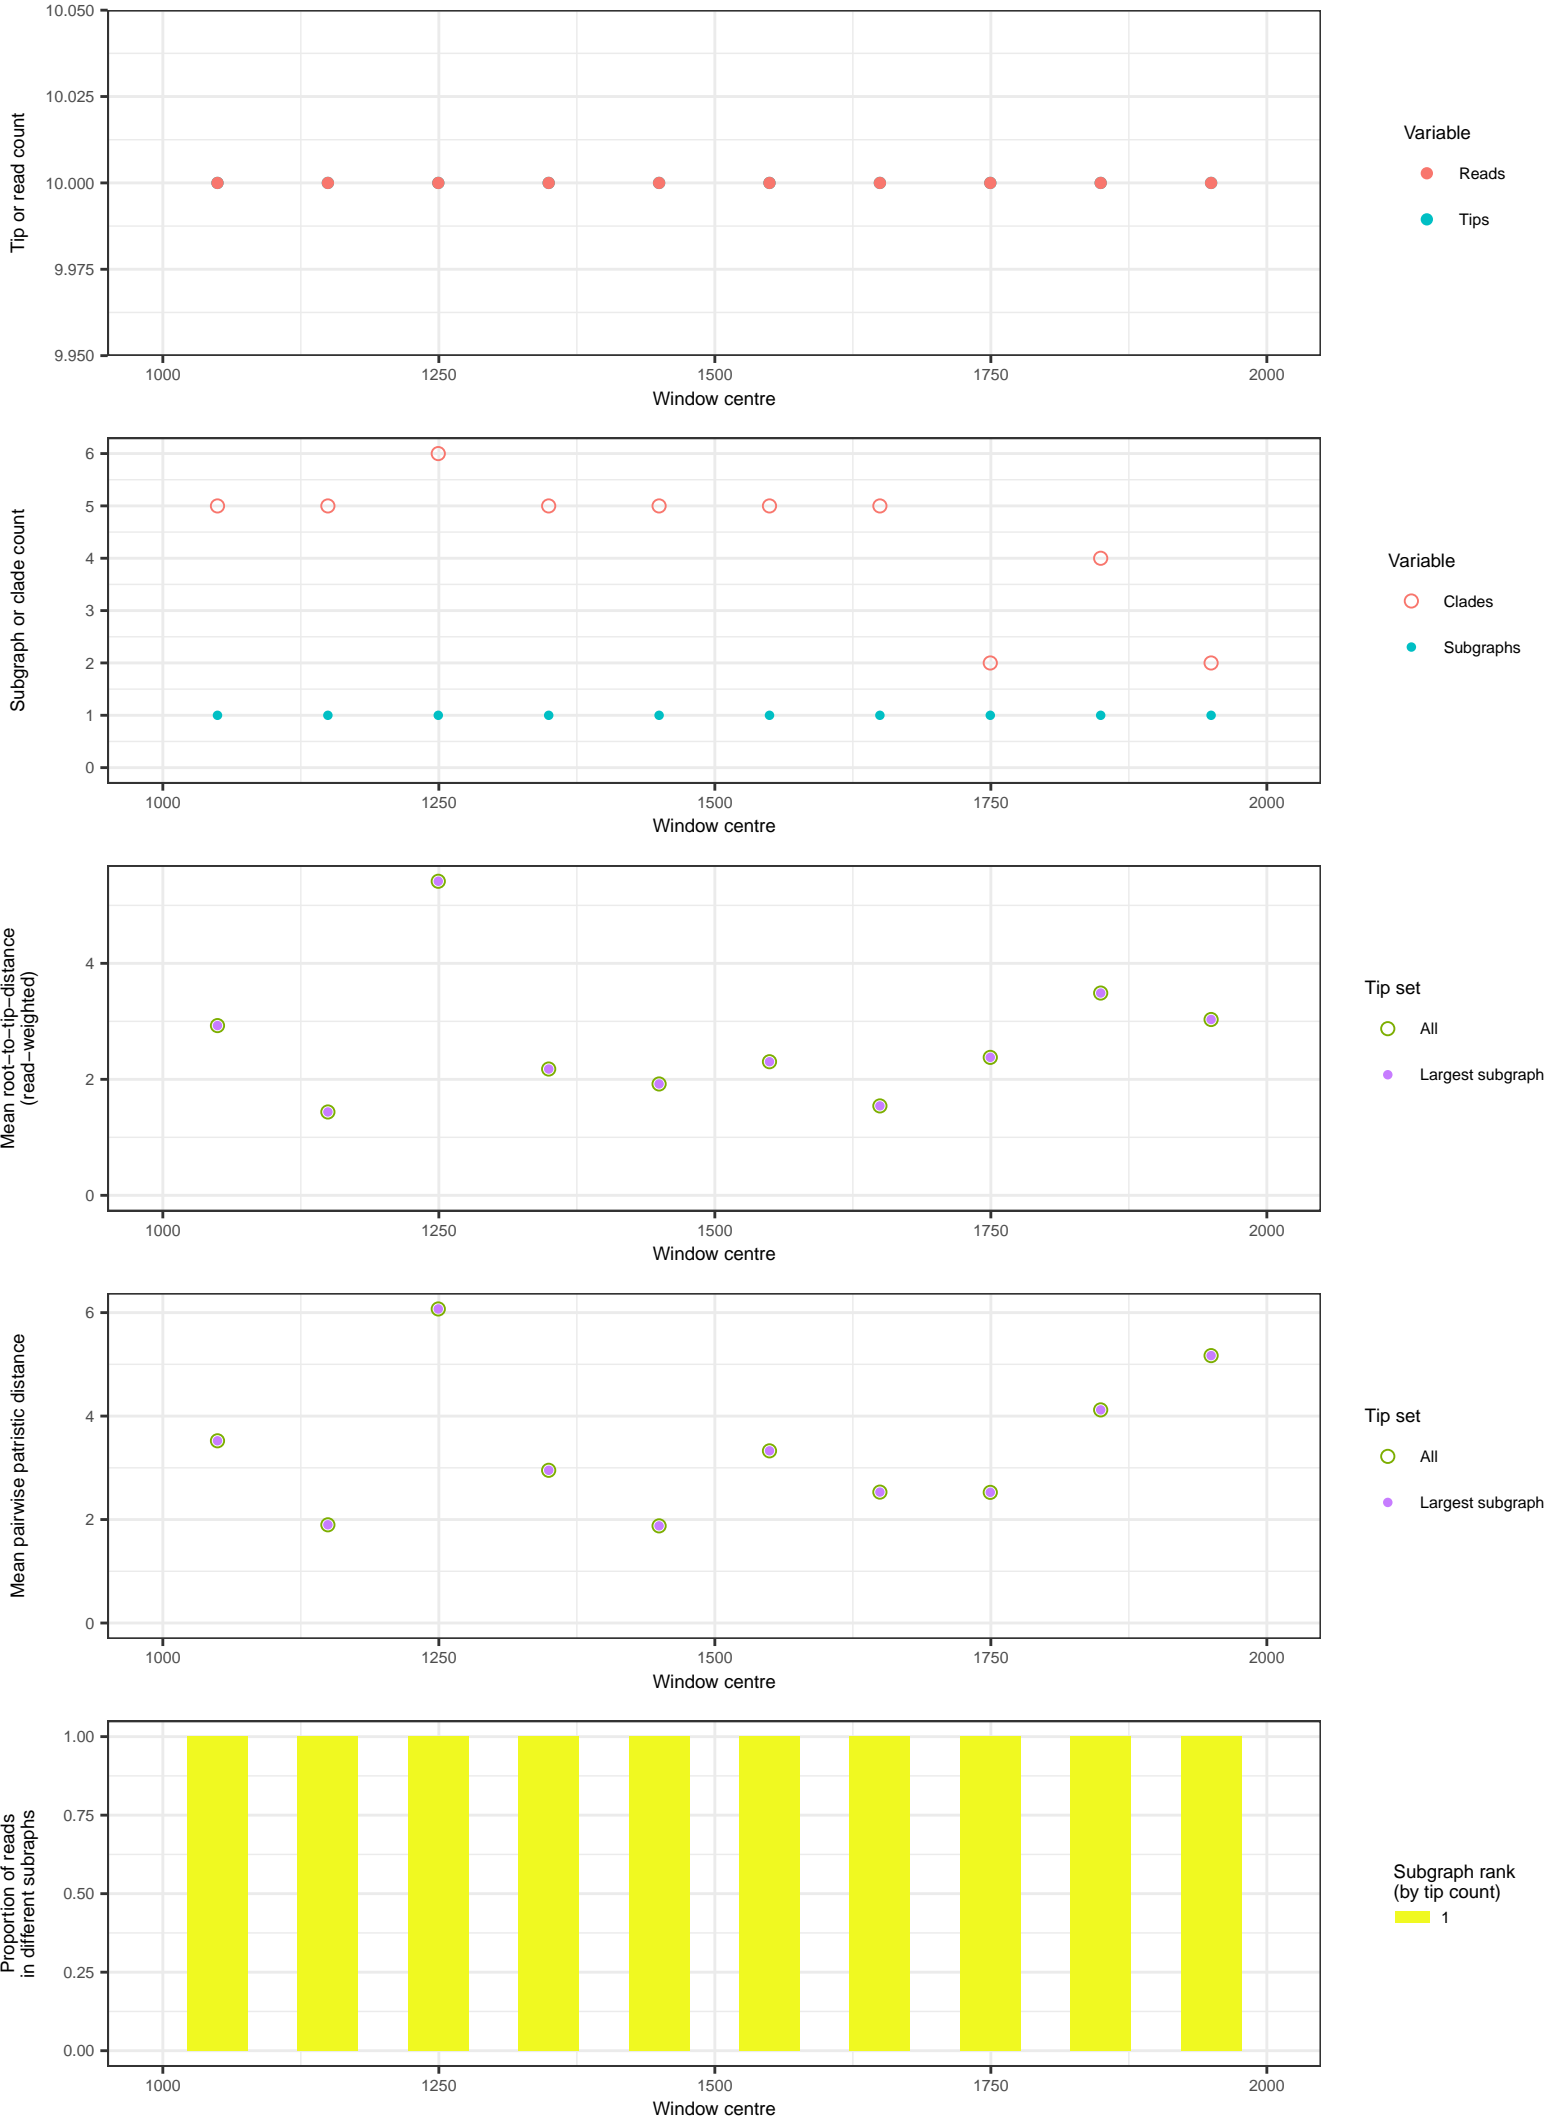 Tip or read count
10.050
10.025
10.000
9.975
9.950
1000 1250 1500 1750 2000
Window centre
Variable
Reads
Tips
Subgraph or clade count
6
5
4
3
2
1
0
1000 1250 1500 1750 2000
Window centre
Variable
Clades
Subgraphs
Mean root−to−tip−distance
(read−weighted)
4
2
0
1000 1250 1500 1750 2000
Window centre
Tip set
All
Largest subgraph
Mean pairwise patristic distance
6
4
2
0
1000 1250 1500 1750 2000
Window centre
Tip set
All
Largest subgraph
Proportion of reads
in different subraphs
1.00
0.75
0.50
0.25
0.00
1000 1250 1500 1750 2000
Window centre
Subgraph rank
(by tip count)
1